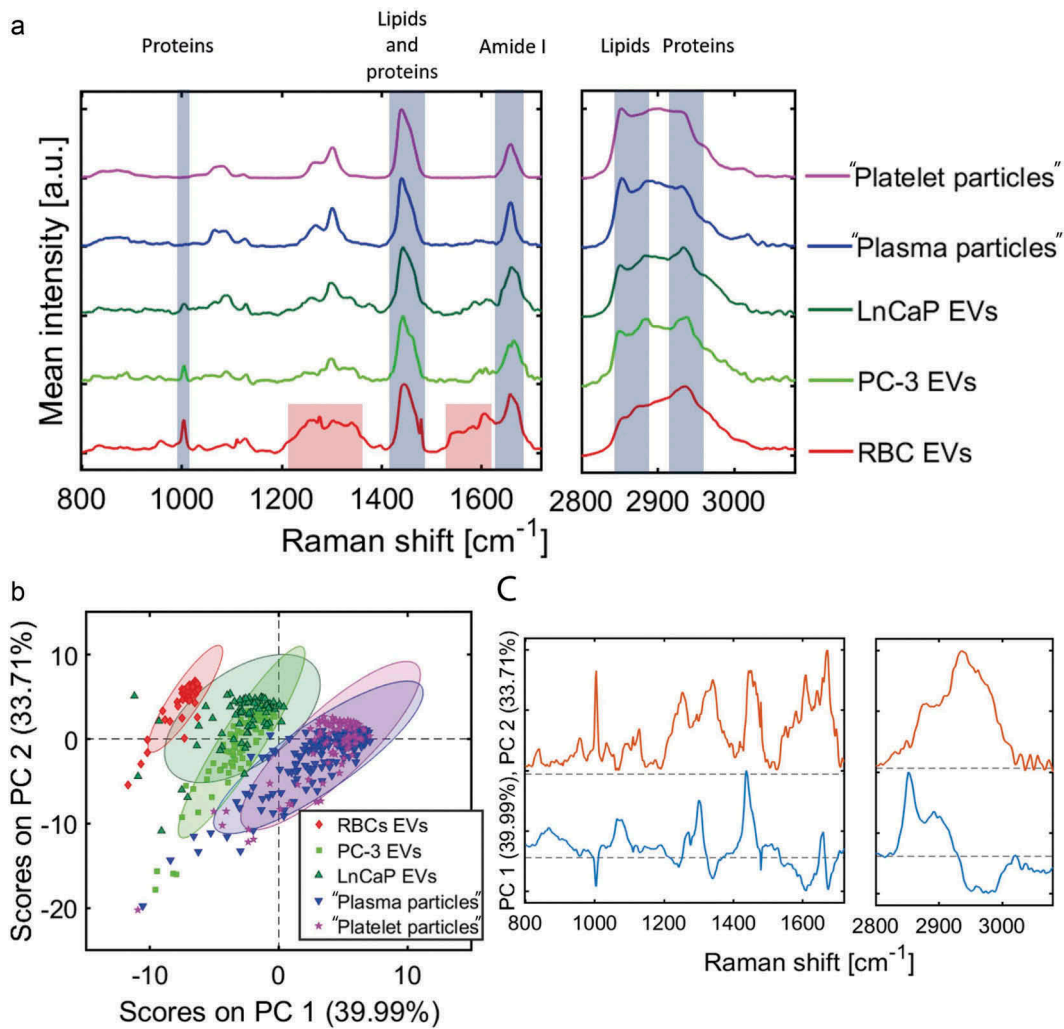 a
Proteins
Lipids
and
proteins
Amide I
Lipids
Proteins
Mean intensity [a.u.]
"Platelet particles"
"Plasma particles"
LnCaP EVs
PC-3 EVs
RBC EVs
800 1000 1200 1400 1600 2800 2900 3000
Raman shift [cm-1]
b
Scores on PC 2 (33.71%)
10
0
-10
-20
RBCs EVs
PC-3 EVs
LnCaP EVs
"Plasma particles"
"Platelet particles"
-10 0 10
Scores on PC 1 (39.99%)
C
PC 1 (39.99%), PC 2 (33.71%)
800 1000 1200 1400 1600 2800 2900 3000
Raman shift [cm-1]